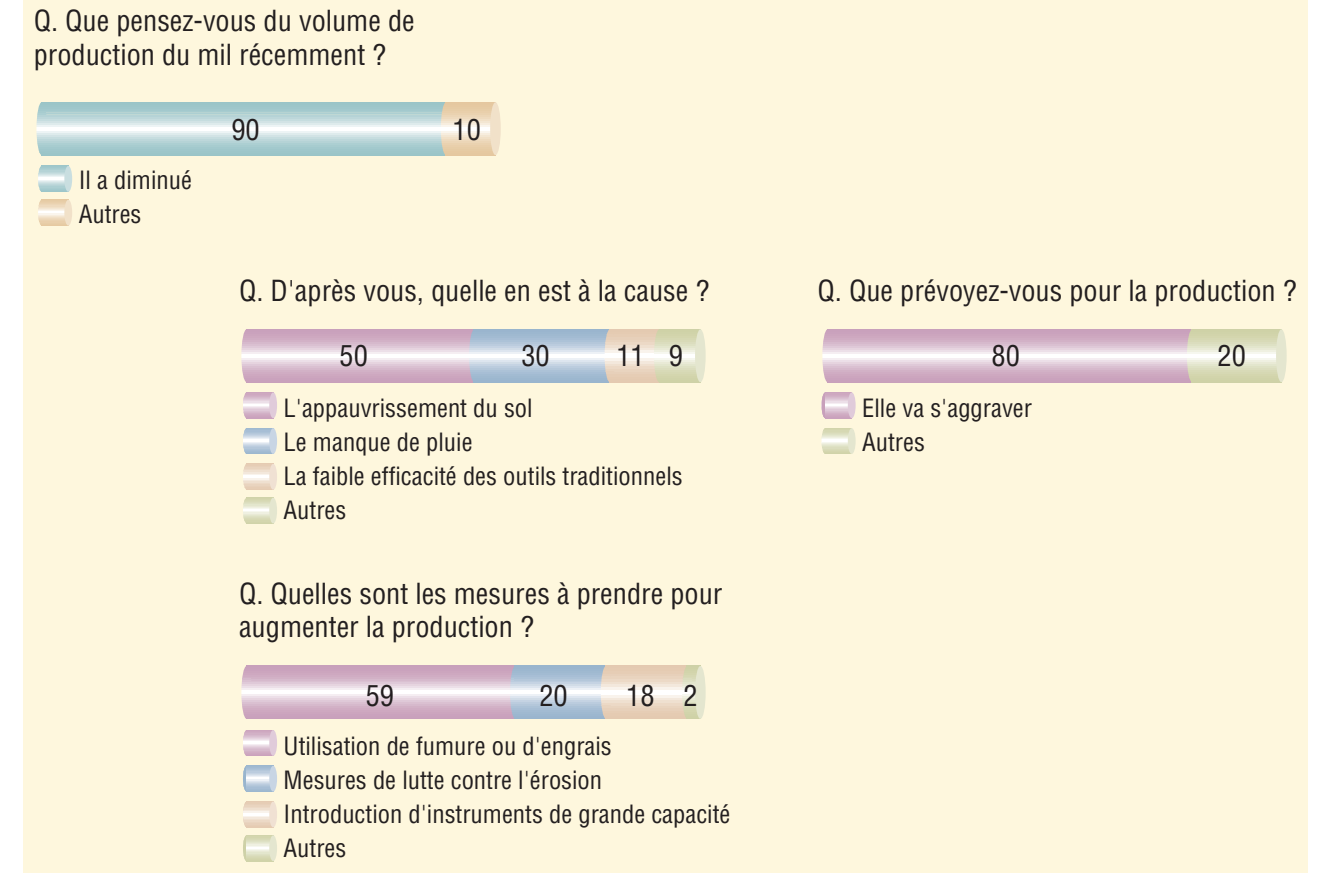 Q. Que pensez-vous du volume de
production du mil récemment ?
90 10
Il a diminué
Autres
Q. D'après vous, quelle en est à la cause ?
50 30 11 9
L'appauvrissement du sol
Le manque de pluie
La faible efficacité des outils traditionnels
Autres
Q. Que prévoyez-vous pour la production ?
80 20
Elle va s'aggraver
Autres
Q. Quelles sont les mesures à prendre pour
augmenter la production ?
59 20 18 2
Utilisation de fumure ou d'engrais
Mesures de lutte contre l'érosion
Introduction d'instruments de grande capacité
Autres